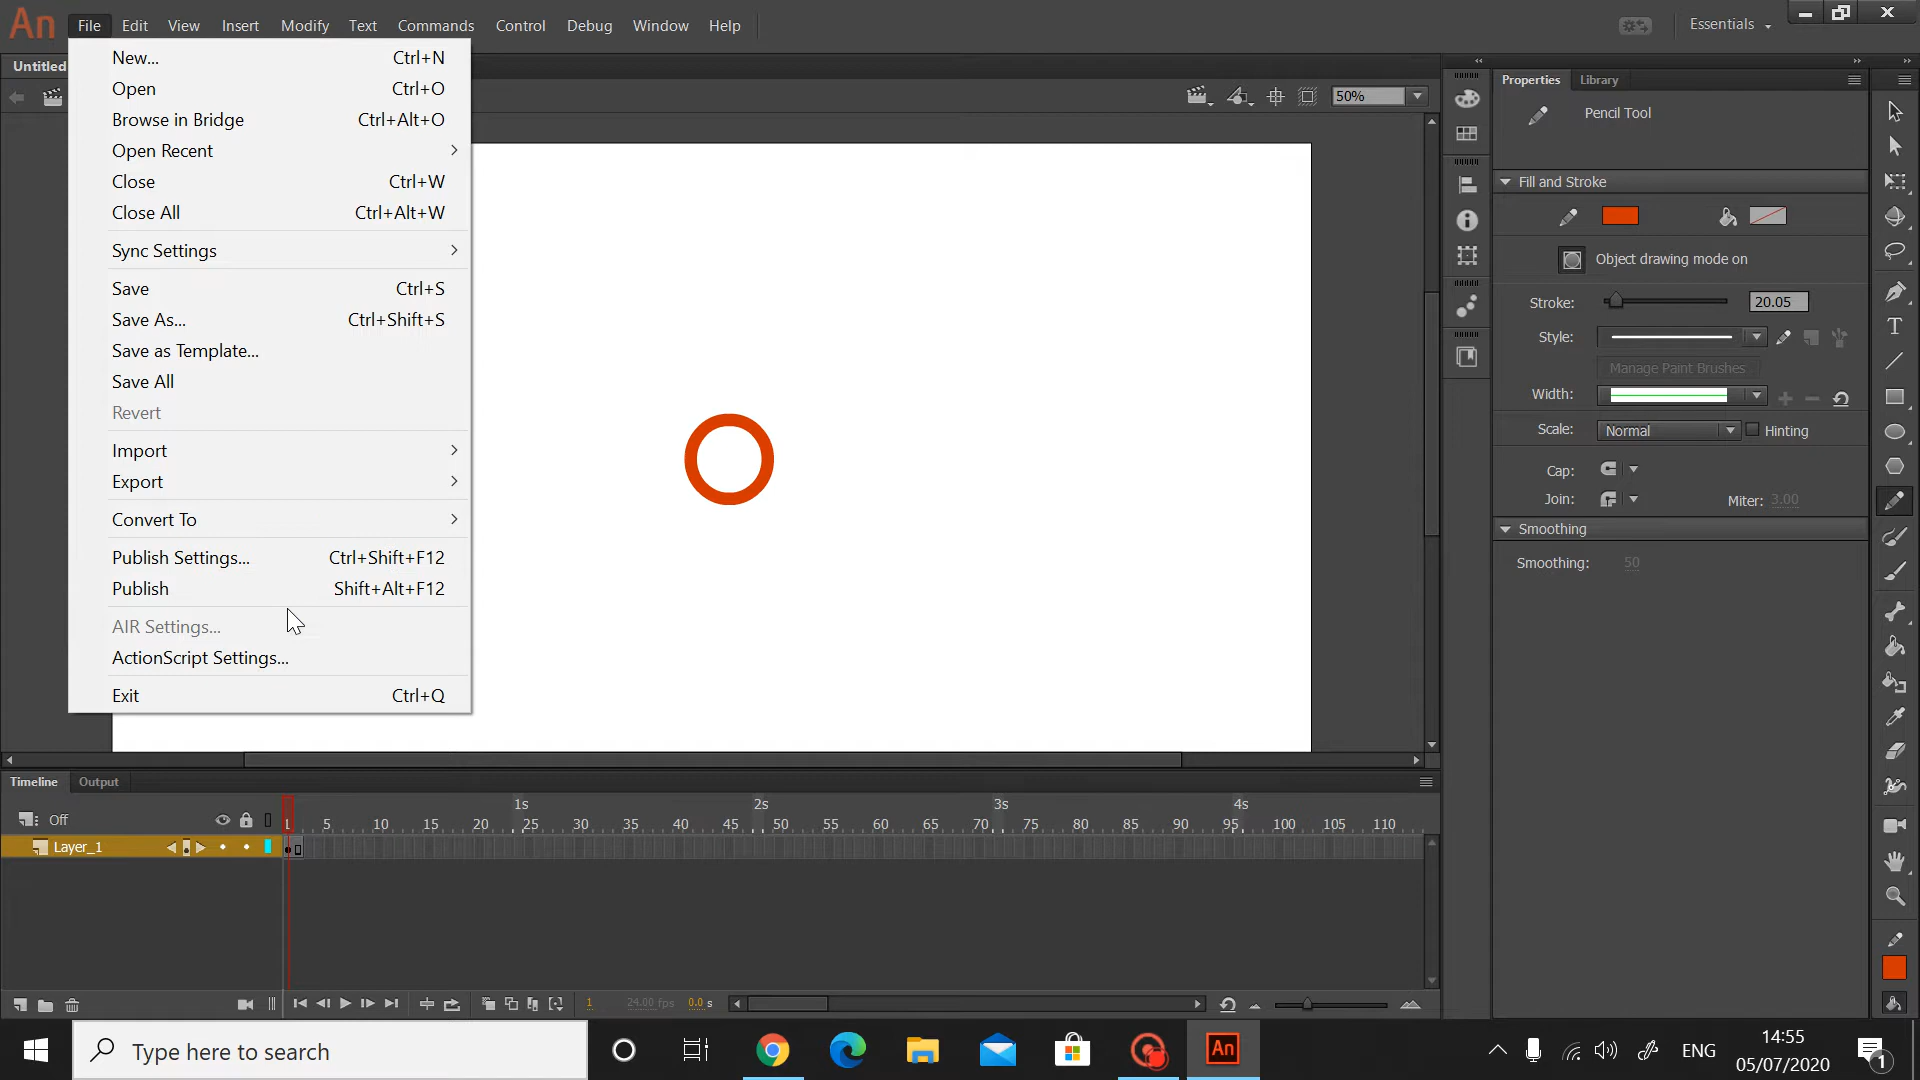 An File Edit View Insert Modify Text Commands Control Debug Window Help Essentials
Untitled
50%
New... Ctrl+N
Open Ctrl+O
Browse in Bridge Ctrl+Alt+O
Open Recent
Close Ctrl+W
Close All Ctrl+Alt+W
Sync Settings
Save Ctrl+S
Save As... Ctrl+Shift+S
Save as Template...
Save All
Revert
Import
Export
Convert To
Publish Settings... Ctrl+Shift+F12
Publish Shift+Alt+F12
AIR Settings...
ActionScript Settings...
Exit Ctrl+Q
Properties Library
Pencil Tool
Fill and Stroke
Object drawing mode on
Stroke: 20.05
Style:
Manage Paint Brushes
Width:
Scale: Normal Hinting
Cap:
Join: Miter: 3.00
Smoothing
Smoothing: 50
Timeline Output
1s 2s 3s 4s
Off 1 5 10 15 20 25 30 35 40 45 50 55 60 65 70 75 80 85 90 95 100 105 110
Layer_1
1 24.00 fps 0.0 s
Type here to search
An
ENG
14:55
05/07/2020
1